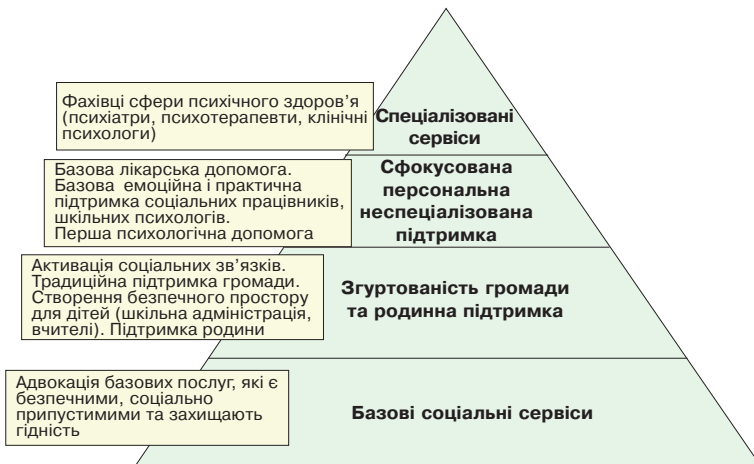 Фахівці сфери психічного здоров’я
(психіатри, психотерапевти, клінічні
психологи)
Спеціалізовані
сервіси
Базова лікарська допомога.
Базова емоційна і практична
підтримка соціальних працівників,
шкільних психологів.
Перша психологічна допомога
Сфокусована
персональна
неспеціалізована
підтримка
Активація соціальних зв’язків.
Традиційна підтримка громади.
Створення безпечного простору
для дітей (шкільна адміністрація,
вчителі). Підтримка родини
Згуртованість громади
та родинна підтримка
Адвокація базових послуг, які є
безпечними, соціально
припустимими та захищають
гідність
Базові соціальні сервіси